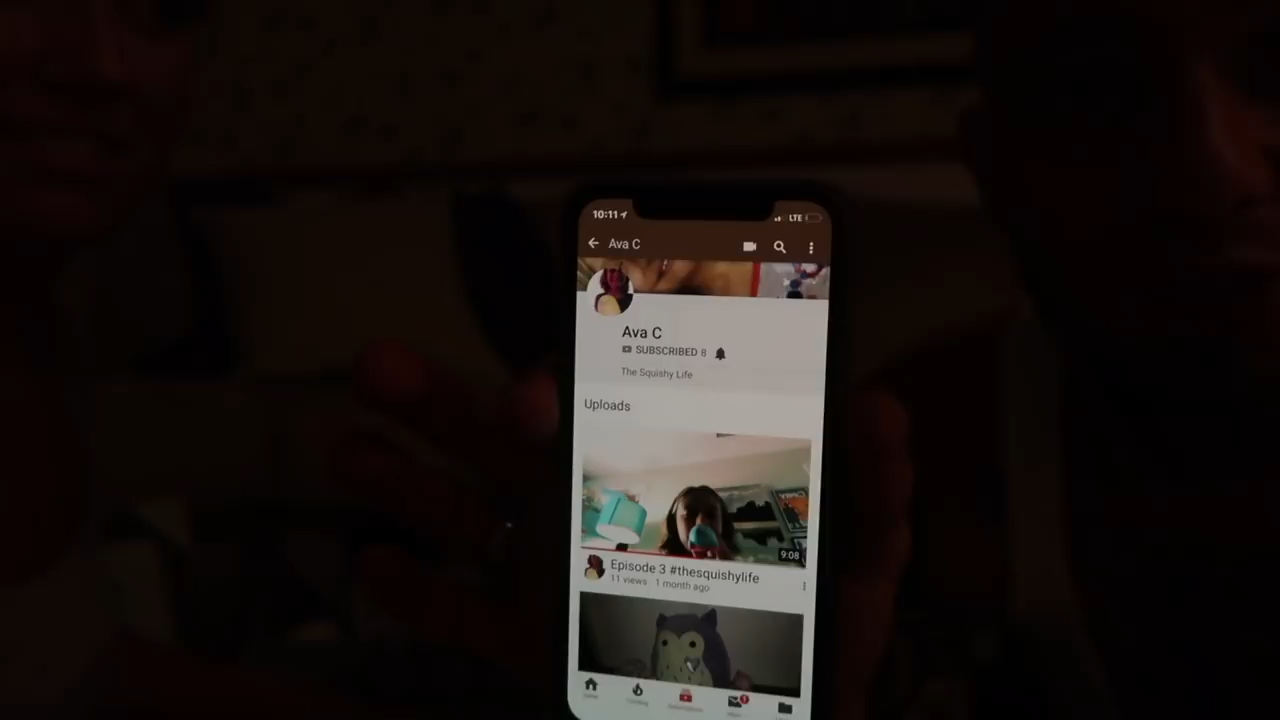 10:11
LTE
Ava C
Ava C
SUBSCRIBED 8
The Squishy Life
Uploads
9:08
Episode 3 #thesquishylife
11 views · 1 month ago
1